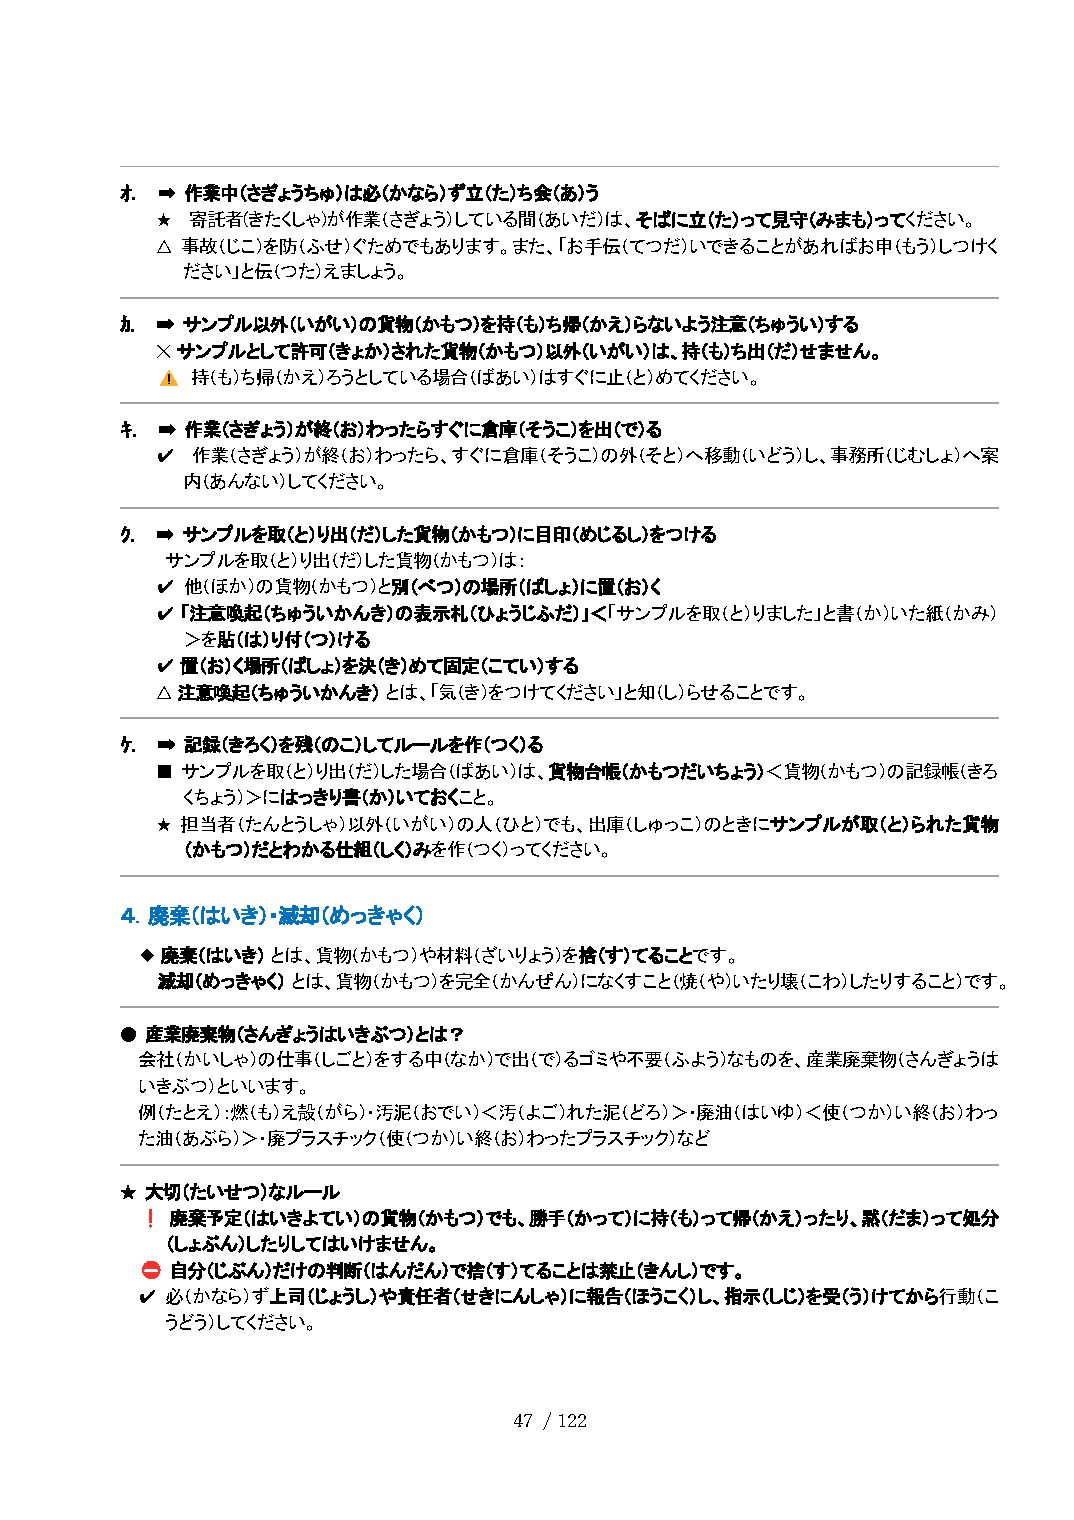 ｵ. ➡ 作業中(さぎょうちゅ)は必(かなら)ず立(た)ち会(あ)う
★ 寄託者(きたくしゃ)が作業(さぎょう)している間(あいだ)は、そばに立(た)って見守(みまも)ってください。
△ 事故(じこ)を防(ふせ)ぐためでもあります。また、「お手伝(てつだ)いできることがあればお申(もう)しつけく
ださい」と伝(つた)えましょう。
ｶ. ➡ サンプル以外(いがい)の貨物(かもつ)を持(も)ち帰(かえ)らないよう注意(ちゅうい)する
× サンプルとして許可(きょか)された貨物(かもつ)以外(いがい)は、持(も)ち出(だ)せません。
⚠ 持(も)ち帰(かえ)ろうとしている場合(ばあい)はすぐに止(と)めてください。
ｷ. ➡ 作業(さぎょう)が終(お)わったらすぐに倉庫(そうこ)を出(で)る
✔ 作業(さぎょう)が終(お)わったら、すぐに倉庫(そうこ)の外(そと)へ移動(いどう)し、事務所(じむしょ)へ案
内(あんない)してください。
ｸ. ➡ サンプルを取(と)り出(だ)した貨物(かもつ)に目印(めじるし)をつける
サンプルを取(と)り出(だ)した貨物(かもつ)は:
✔ 他(ほか)の貨物(かもつ)と別(べつ)の場所(ばしょ)に置(お)く
✔ 「注意喚起(ちゅういかんき)の表示札(ひょうじふだ)」＜「サンプルを取(と)りました」と書(か)いた紙(かみ)
＞を貼(は)り付(つ)ける
✔ 置(お)く場所(ばしょ)を決(き)めて固定(こてい)する
△ 注意喚起(ちゅういかんき) とは、「気(き)をつけてください」と知(し)らせることです。
ｹ. ➡ 記録(きろく)を残(のこ)してルールを作(つく)る
■ サンプルを取(と)り出(だ)した場合(ばあい)は、貨物台帳(かもつだいちょう)＜貨物(かもつ)の記録帳(きろ
くちょう)＞にはっきり書(か)いておくこと。
★ 担当者(たんとうしゃ)以外(いがい)の人(ひと)でも、出庫(しゅっこ)のときにサンプルが取(と)られた貨物
(かもつ)だとわかる仕組(しく)みを作(つく)ってください。
４. 廃棄(はいき)・滅却(めっきゃく)
◆ 廃棄(はいき) とは、貨物(かもつ)や材料(ざいりょう)を捨(す)てることです。
滅却(めっきゃく) とは、貨物(かもつ)を完全(かんぜん)になくすこと(焼(や)いたり壊(こわ)したりすること)です。
● 産業廃棄物(さんぎょうはいきぶつ)とは？
会社(かいしゃ)の仕事(しごと)をする中(なか)で出(で)るゴミや不要(ふよう)なものを、産業廃棄物(さんぎょうは
いきぶつ)といいます。
例(たとえ):燃(も)え殻(がら)・汚泥(おでい)＜汚(よご)れた泥(どろ)＞・廃油(はいゆ)＜使(つか)い終(お)わっ
た油(あぶら)＞・廃プラスチック(使(つか)い終(お)わったプラスチック)など
★ 大切(たいせつ)なルール
❗ 廃棄予定(はいきよてい)の貨物(かもつ)でも、勝手(かって)に持(も)って帰(かえ)ったり、黙(だま)って処分
(しょぶん)したりしてはいけません。
⛔ 自分(じぶん)だけの判断(はんだん)で捨(す)てることは禁止(きんし)です。
✔ 必(かなら)ず上司(じょうし)や責任者(せきにんしゃ)に報告(ほうこく)し、指示(しじ)を受(う)けてから行動(こ
うどう)してください。
47 / 122